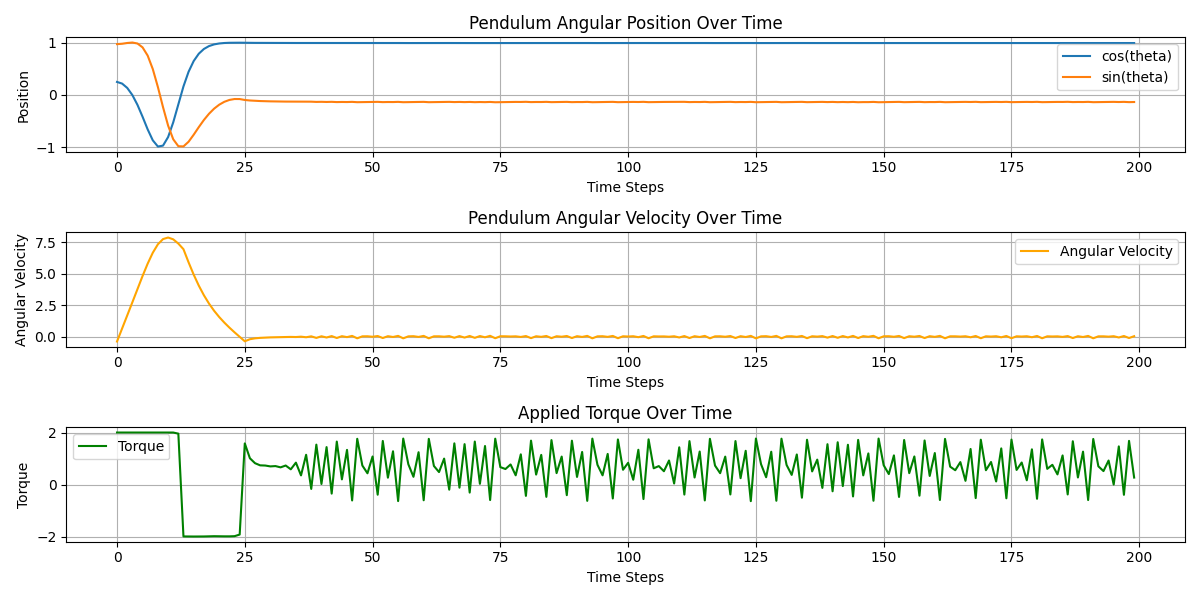 Pendulum Angular Position Over Time
1
0
−1
Position
cos(theta)
sin(theta)
0 25 50 75 100 125 150 175 200
Time Steps
Pendulum Angular Velocity Over Time
7.5
5.0
2.5
0.0
Angular Velocity
Angular Velocity
0 25 50 75 100 125 150 175 200
Time Steps
Applied Torque Over Time
2
0
−2
Torque
Torque
0 25 50 75 100 125 150 175 200
Time Steps